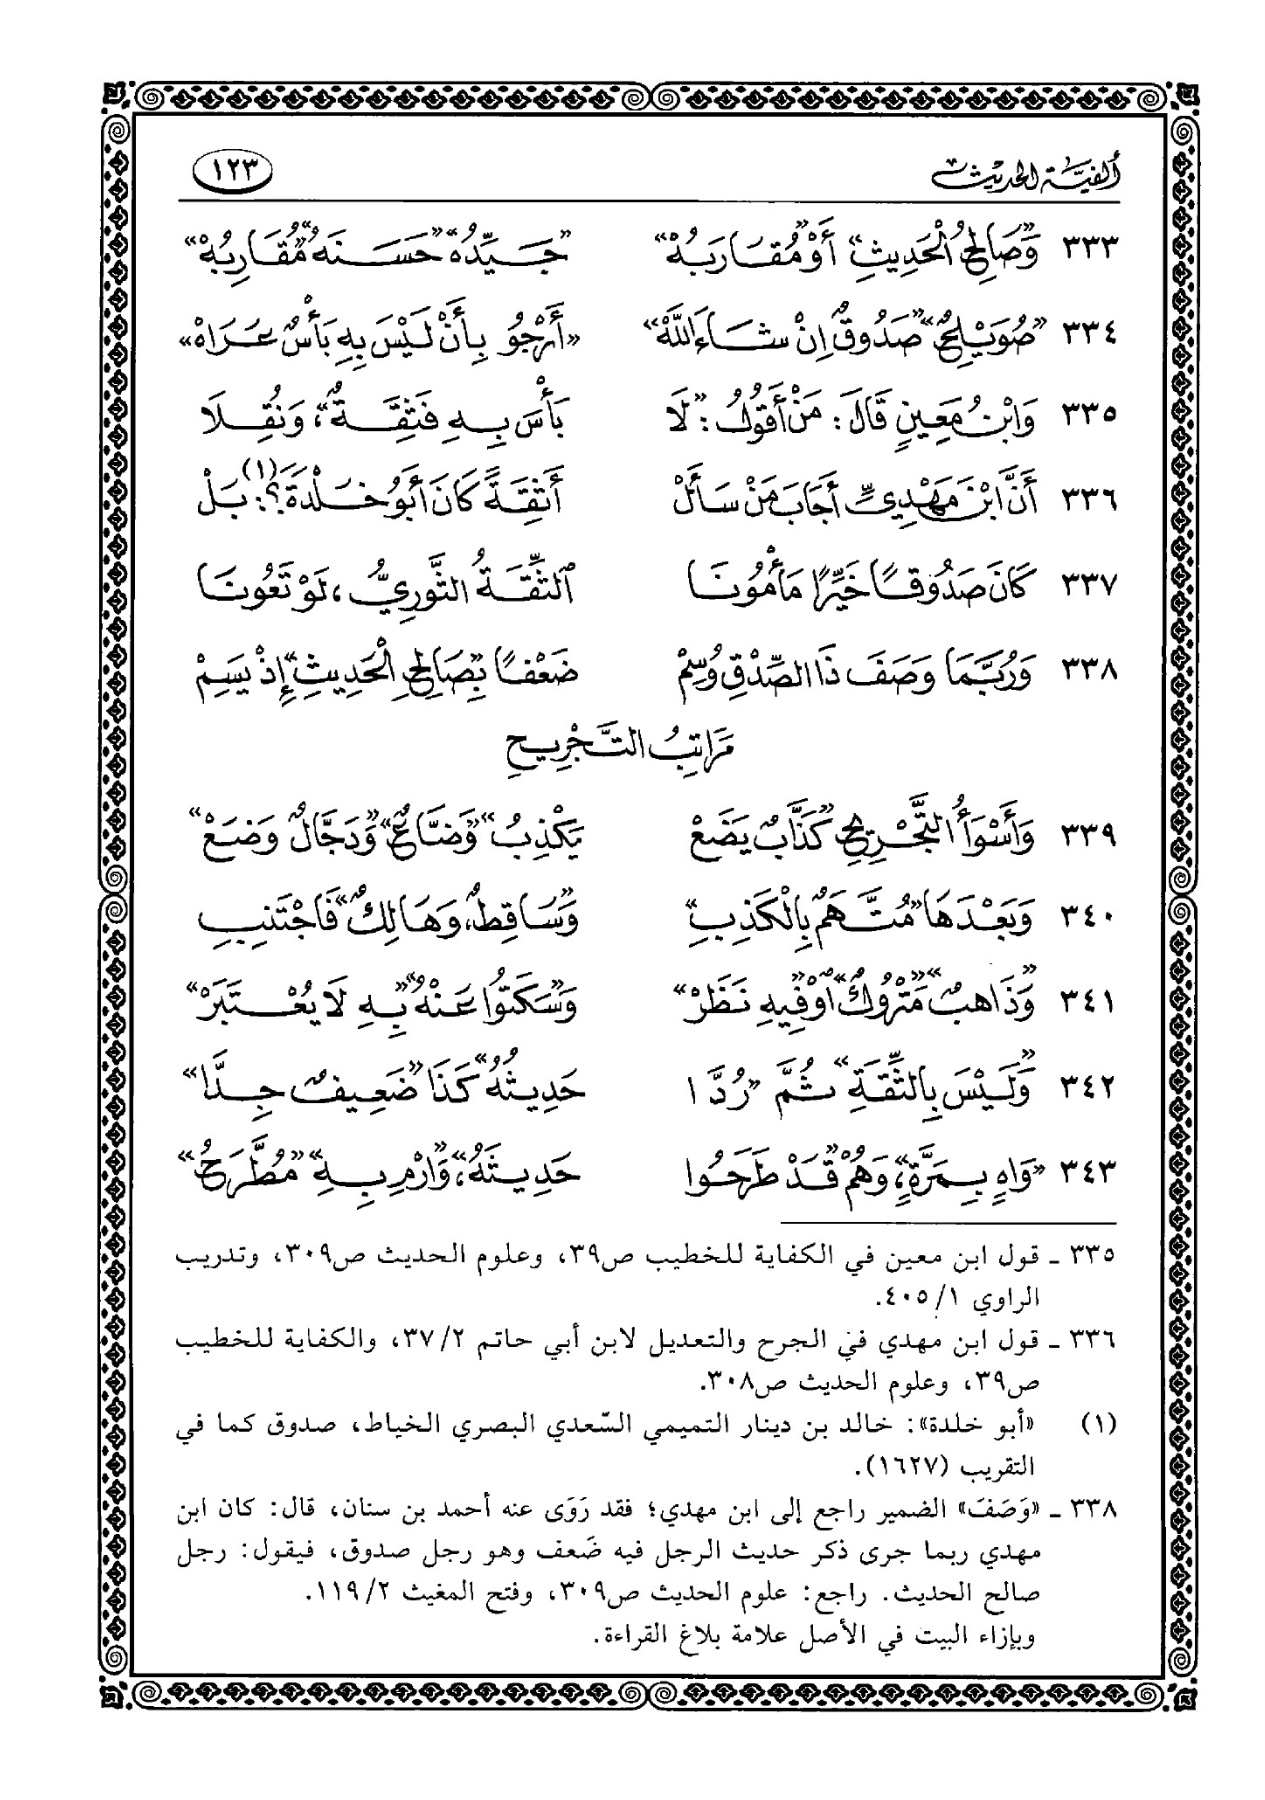 ألفية الحديث ١٢٣
٣٣٣ وَ«صَالِحُ الْحَدِيثِ» أَوْ «مُقَارَبُهْ» «جَيِّدُهُ» «حَسَنُهُ» «مُقَارِبُهْ»
٣٣٤ «صُوَيْلِحٌ» «صَدُوقٌ إِنْ شَاءَ اللَّهْ» «أَرْجُو بِأَنْ لَيْسَ بِهِ بَأْسٌ عَرَاهْ»
٣٣٥ وَابْنُ مَعِينٍ قَالَ: مَنْ أَقُولُ: «لَا بَأْسَ بِهِ فَثِقَةٌ»، وَنُقِلَا
٣٣٦ أَنَّ ابْنَ مَهْدِيٍّ أَجَابَ مَنْ سَأَلْ أَثِقَةً كَانَ أَبُو خَلْدَةَ؟(١): بَلْ
٣٣٧ كَانَ صَدُوقًا خَيِّرًا مَأْمُونَا اَلثِّقَةُ الثَّوْرِيُّ، لَوْ تَعُونَا
٣٣٨ وَرُبَّمَا وَصَفَ ذَا الصِّدْقِ وُسِمْ ضَعْفًا بِ«صَالِحِ الْحَدِيثِ» إِذْ يَسِمْ
مَرَاتِبُ التَّجْرِيحِ
٣٣٩ وَأَسْوَأُ التَّجْرِيحِ «كَذَّابٌ يَضَعْ يَكْذِبُ» «وَضَّاعٌ» وَ«دَجَّالٌ وَضَعْ»
٣٤٠ وَبَعْدَهَا «مُتَّهَمٌ بِالْكَذِبِ» وَ«سَاقِطٌ، وَهَالِكٌ» فَاجْتَنِبِ
٣٤١ وَ«ذَاهِبٌ» «مَتْرُوكٌ» اوْ «فِيهِ نَظَرْ» وَ«سَكَتُوا عَنْهُ» «بِهِ لَا يُعْتَبَرْ»
٣٤٢ وَ«لَيْسَ بِالثِّقَةِ» ثُمَّ «رُدَّا حَدِيثُهُ» كَذَا «ضَعِيفٌ جِدَّا»
٣٤٣ «وَاهٍ بِمَرَّةٍ»، وَ«هُمْ قَدْ طَرَحُوا حَدِيثَهُ»، وَ«ارْمِ بِهِ» «مُطَّرَحُ»
٣٣٥ ـ قول ابن معين في الكفاية للخطيب ص٣٩، وعلوم الحديث ص٣٠٩، وتدريب
الراوي ١/ ٤٠٥.
٣٣٦ ـ قول ابن مهدي في الجرح والتعديل لابن أبي حاتم ٢/ ٣٧، والكفاية للخطيب
ص٣٩، وعلوم الحديث ص٣٠٨.
(١) «أبو خلدة»: خالد بن دينار التميمي السّعدي البصري الخياط، صدوق كما في
التقريب (١٦٢٧).
٣٣٨ ـ «وَصَفَ» الضمير راجع إلى ابن مهدي؛ فقد رَوَى عنه أحمد بن سنان، قال: كان ابن
مهدي ربما جرى ذكر حديث الرجل فيه ضَعف وهو رجل صدوق، فيقول: رجل
صالح الحديث. راجع: علوم الحديث ص٣٠٩، وفتح المغيث ٢/ ١١٩.
وبإزاء البيت في الأصل علامة بلاغ القراءة.